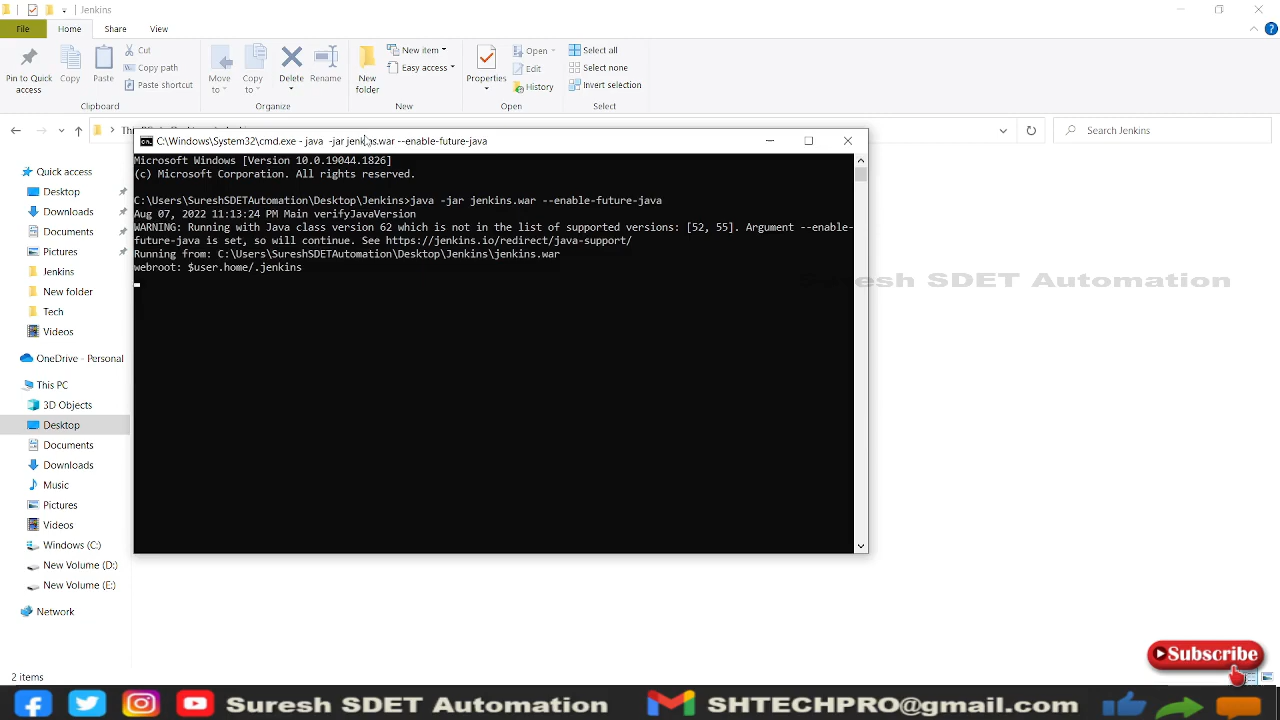 Jenkins
File Home Share View
Pin to Quick access
Copy
Paste
Cut
Copy path
Paste shortcut
Move to
Copy to
Delete
Rename
New folder
New item
Easy access
Properties
Open
Edit
History
Select all
Select none
Invert selection
Clipboard Organize New Open Select
Search Jenkins
Quick access
Desktop
Downloads
Documents
Pictures
Jenkins
New folder
Tech
Videos
OneDrive - Personal
This PC
3D Objects
Desktop
Documents
Downloads
Music
Pictures
Videos
Windows (C:)
New Volume (D:)
New Volume (E:)
Network
2 items
C:\Windows\System32\cmd.exe - java -jar jenkins.war --enable-future-java
Microsoft Windows [Version 10.0.19044.1826]
(c) Microsoft Corporation. All rights reserved.
C:\Users\SureshSDETAutomation\Desktop\Jenkins>java -jar jenkins.war --enable-future-java
Aug 07, 2022 11:13:24 PM Main verifyJavaVersion
WARNING: Running with Java class version 62 which is not in the list of supported versions: [52, 55]. Argument --enable-
future-java is set, so will continue. See https://jenkins.io/redirect/java-support/
Running from: C:\Users\SureshSDETAutomation\Desktop\Jenkins\jenkins.war
webroot: $user.home/.jenkins
Suresh SDET Automation
Subscribe
Suresh SDET Automation SHTECHPRO@gmail.com